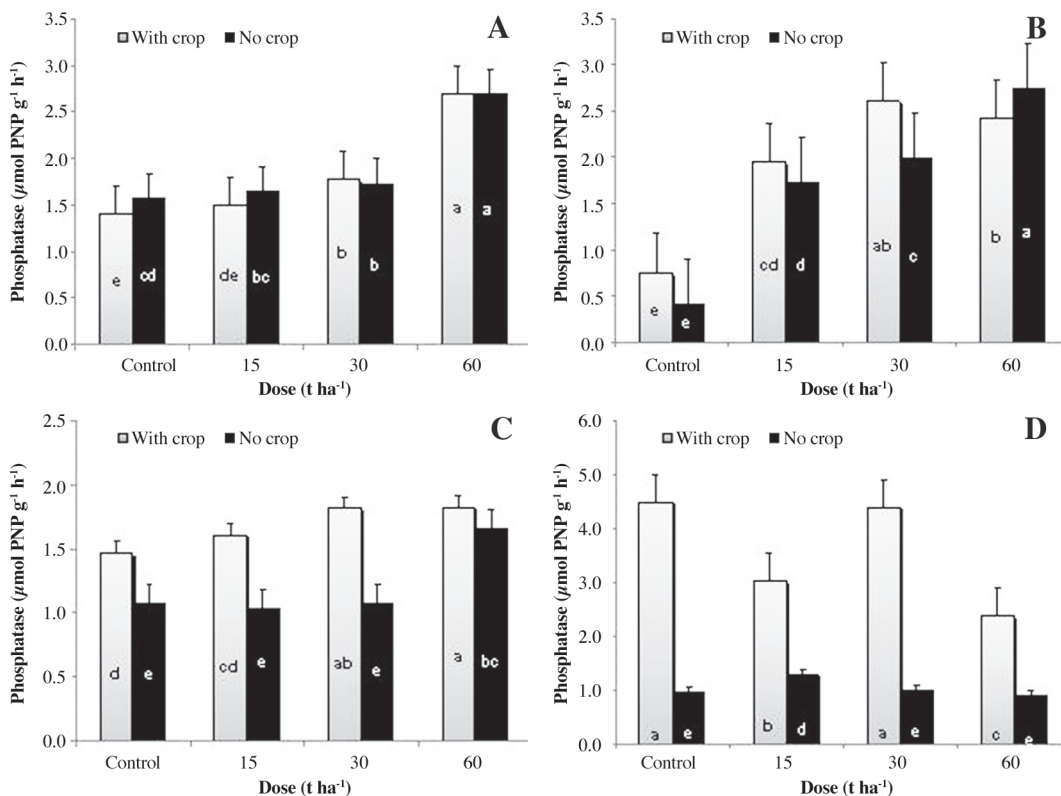 A
With crop No crop
Phosphatase (µmol PNP g⁻¹ h⁻¹)
3.5
3.0
2.5
2.0
1.5
1.0
0.5
0.0
e cd de bc b b a a
Control 15 30 60
Dose (t ha⁻¹)
B
With crop No crop
Phosphatase (µmol PNP g⁻¹ h⁻¹)
3.5
3.0
2.5
2.0
1.5
1.0
0.5
0.0
e e cd d ab c b a
Control 15 30 60
Dose (t ha⁻¹)
C
With crop No crop
Phosphatase (µmol PNP g⁻¹ h⁻¹)
2.5
2.0
1.5
1.0
0.5
0.0
d e cd e ab e a bc
Control 15 30 60
Dose (t ha⁻¹)
D
With crop No crop
Phosphatase (µmol PNP g⁻¹ h⁻¹)
6.0
5.0
4.0
3.0
2.0
1.0
0.0
a e b d a e c e
Control 15 30 60
Dose (t ha⁻¹)